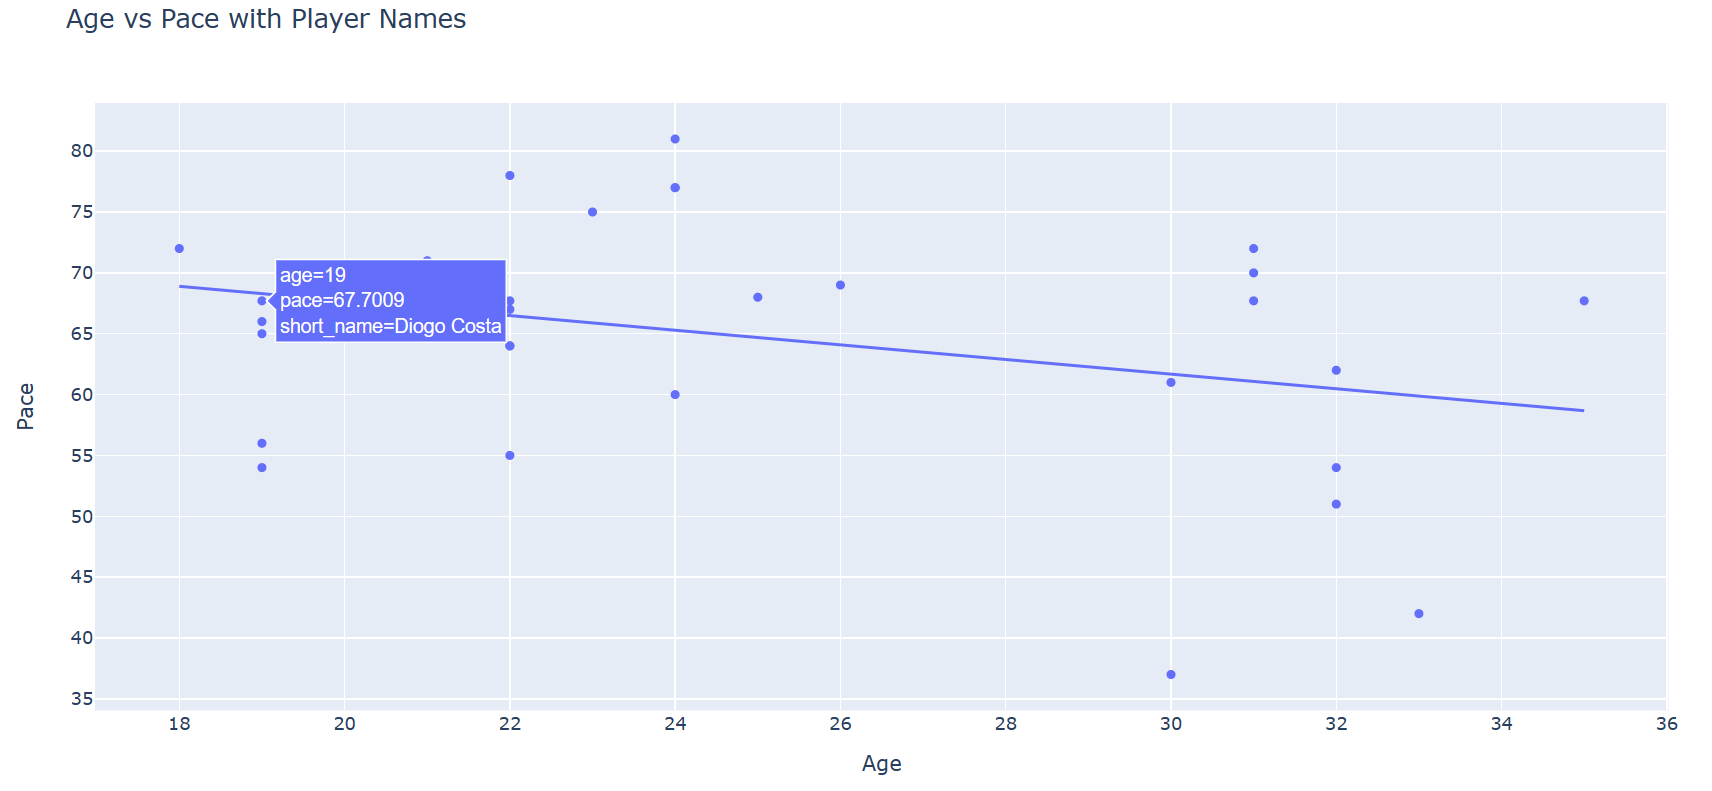 Age vs Pace with Player Names
80
75
70
65
60
55
50
45
40
35
Pace
age=19
pace=67.7009
short_name=Diogo Costa
18 20 22 24 26 28 30 32 34 36
Age